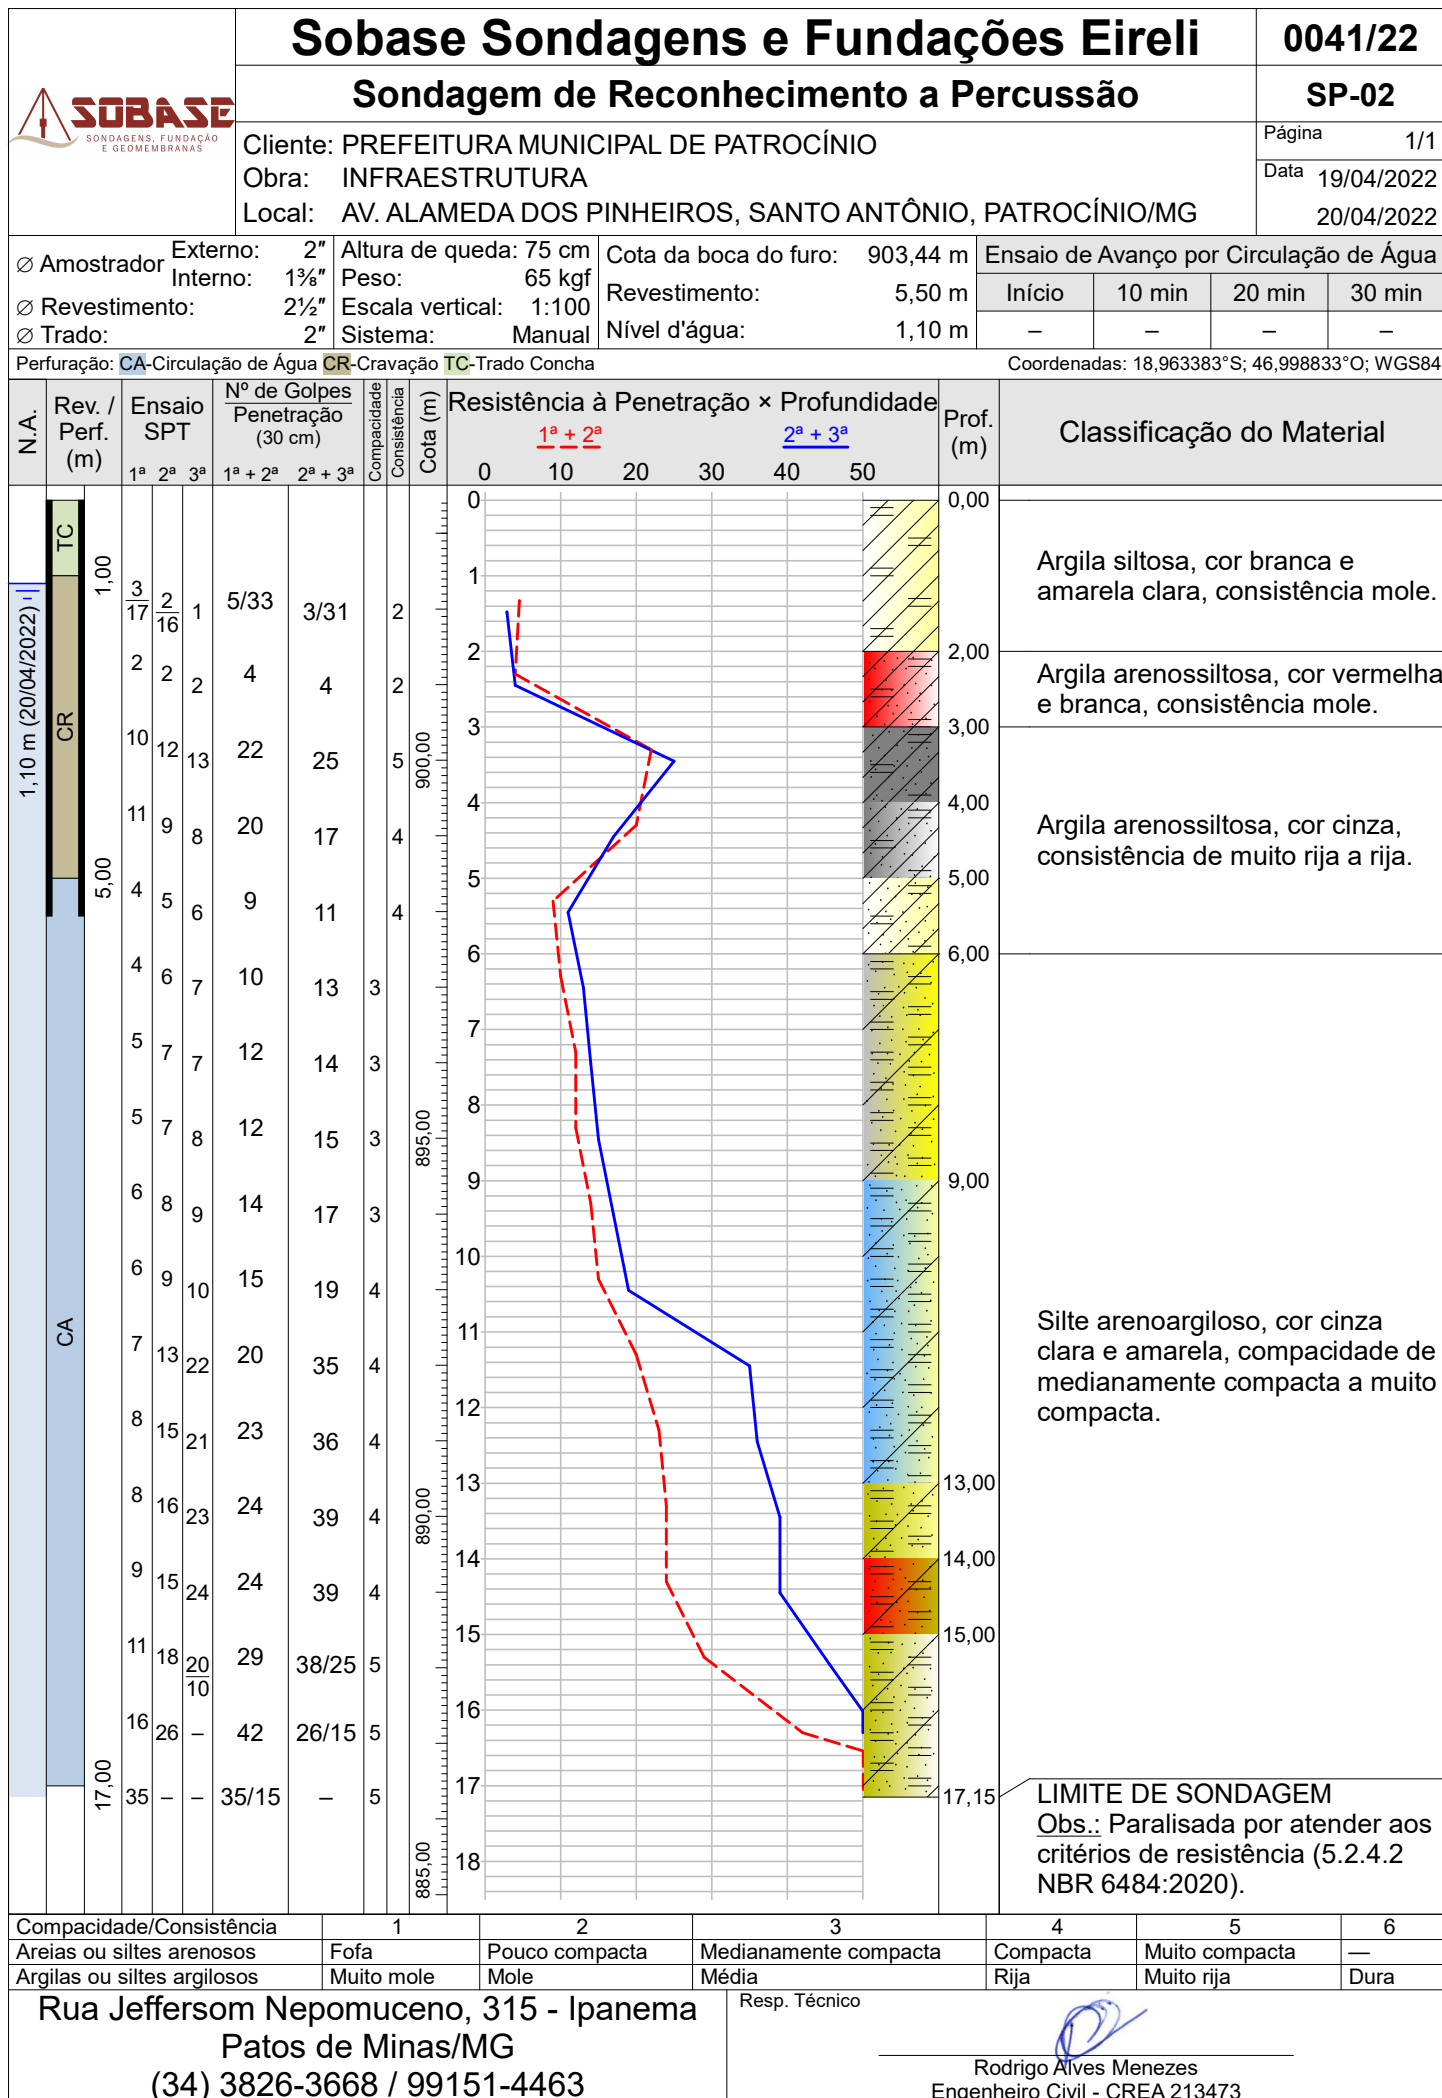 Sobase Sondagens e Fundações Eireli
0041/22
Sondagem de Reconhecimento a Percussão
SP-02
SOBASE
SONDAGENS, FUNDAÇÃO
E GEOMEMBRANAS
Cliente: PREFEITURA MUNICIPAL DE PATROCÍNIO
Obra: INFRAESTRUTURA
Local: AV. ALAMEDA DOS PINHEIROS, SANTO ANTÔNIO, PATROCÍNIO/MG
Página 1/1
Data 19/04/2022
20/04/2022
∅ Amostrador Externo: 2″
Interno: 1⅜″
∅ Revestimento: 2½″
∅ Trado: 2″
Altura de queda: 75 cm
Peso: 65 kgf
Escala vertical: 1:100
Sistema: Manual
Cota da boca do furo: 903,44 m
Revestimento: 5,50 m
Nível d'água: 1,10 m
Ensaio de Avanço por Circulação de Água
Início 10 min 20 min 30 min
– – – –
Perfuração: CA-Circulação de Água CR-Cravação TC-Trado Concha
Coordenadas: 18,963383°S; 46,998833°O; WGS84
N.A.
Rev. /
Perf.
(m)
Ensaio
SPT
1ª 2ª 3ª
Nº de Golpes
Penetração
(30 cm)
1ª + 2ª 2ª + 3ª
Compacidade
Consistência
Cota (m)
Resistência à Penetração × Profundidade
1ª + 2ª 2ª + 3ª
0 10 20 30 40 50
Prof.
(m)
Classificação do Material
1,10 m (20/04/2022)
TC
CR
CA
1,00
5,00
17,00
3/17 2/16 1 5/33 3/31 2
2 2 2 4 4 2
10 12 13 22 25 5
11 9 8 20 17 4
4 5 6 9 11 4
4 6 7 10 13 3
5 7 7 12 14 3
5 7 8 12 15 3
6 8 9 14 17 3
6 9 10 15 19 4
7 13 22 20 35 4
8 15 21 23 36 4
8 16 23 24 39 4
9 15 24 24 39 4
11 18 20/10 29 38/25 5
16 26 – 42 26/15 5
35 – – 35/15 – 5
900,00
895,00
890,00
885,00
0
1
2
3
4
5
6
7
8
9
10
11
12
13
14
15
16
17
18
0,00
2,00
3,00
4,00
5,00
6,00
9,00
13,00
14,00
15,00
17,15
Argila siltosa, cor branca e
amarela clara, consistência mole.
Argila arenossiltosa, cor vermelha
e branca, consistência mole.
Argila arenossiltosa, cor cinza,
consistência de muito rija a rija.
Silte arenoargiloso, cor cinza
clara e amarela, compacidade de
medianamente compacta a muito
compacta.
LIMITE DE SONDAGEM
Obs.: Paralisada por atender aos
critérios de resistência (5.2.4.2
NBR 6484:2020).
Compacidade/Consistência 1 2 3 4 5 6
Areias ou siltes arenosos Fofa Pouco compacta Medianamente compacta Compacta Muito compacta —
Argilas ou siltes argilosos Muito mole Mole Média Rija Muito rija Dura
Rua Jeffersom Nepomuceno, 315 - Ipanema
Patos de Minas/MG
(34) 3826-3668 / 99151-4463
Resp. Técnico
Rodrigo Alves Menezes
Engenheiro Civil - CREA 213473